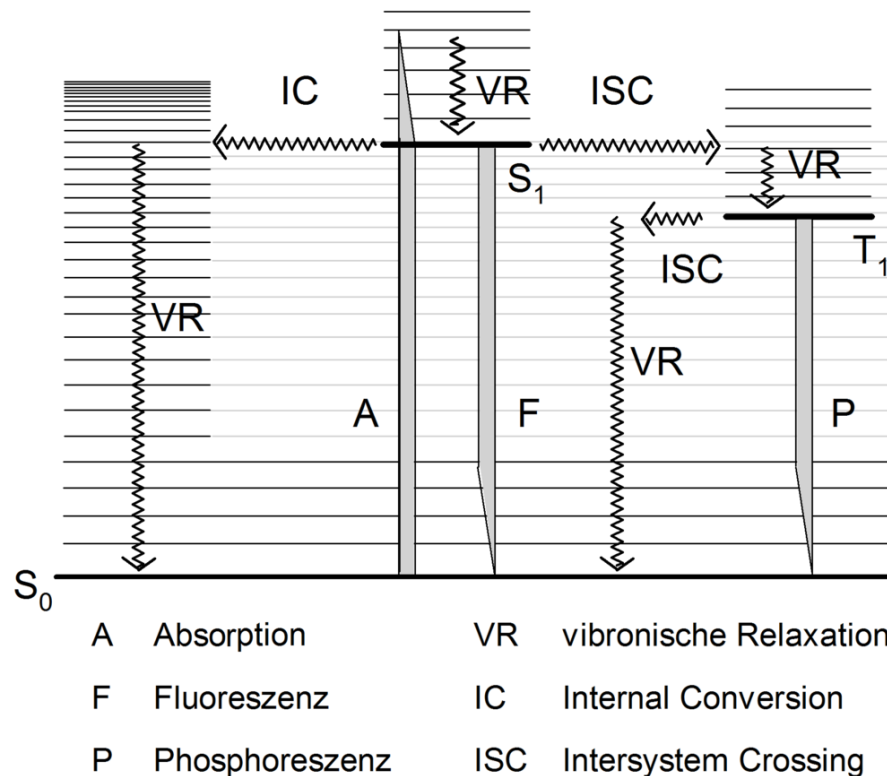 IC
VR
ISC
S1
VR
T1
ISC
VR
VR
A
F
P
S0
A Absorption VR vibronische Relaxation
F Fluoreszenz IC Internal Conversion
P Phosphoreszenz ISC Intersystem Crossing